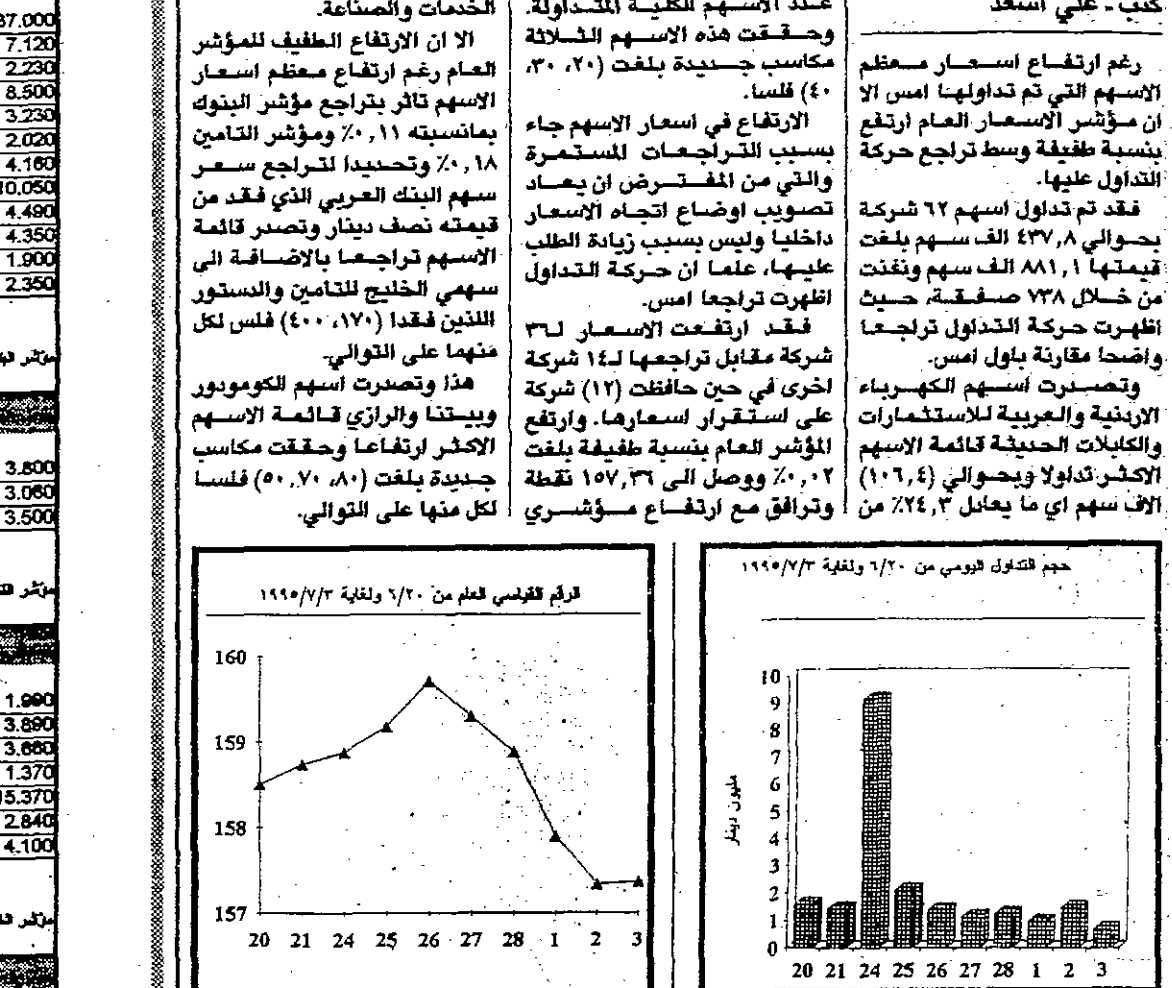 كتب ـ علي اسعد
رغم ارتفاع اسعار معظم
الاسهم التي تم تداولها امس الا
ان مؤشر الاسعار العام ارتفع
بنسبة طفيفة وسط تراجع حركة
التداول عليها.
فقد تم تداول اسهم ٦٢ شركة
بحوالي ٤٣٧,٨ الف سهم بلغت
قيمتها ٨٨١,١ الف سهم ونفذت
من خلال ٧٣٨ صفقة، حيث
اظهرت حركة التداول تراجعا
واضحا مقارنة باول امس.
وتصدرت اسهم الكهرباء
الاردنية والعربية للاستثمارات
والكابلات الحديثة قائمة الاسهم
الاكثر تداولا وبحوالي (١٠٦,٤)
الاف سهم اي ما يعادل ٢٤,٣٪ من
عدد الاسهم الكلية المتداولة.
وحققت هذه الاسهم الثلاثة
مكاسب جديدة بلغت (٢٠، ٣٠،
٤٠) فلسا.
الارتفاع في اسعار الاسهم جاء
بسبب التراجعات المستمرة
والتي من المفترض ان يعاد
تصويب اوضاع اتجاه الاسعار
داخليا وليس بسبب زيادة الطلب
عليها، علما ان حركة التداول
اظهرت تراجعا امس.
فقد ارتفعت الاسعار لـ٣٦
شركة مقابل تراجعها لـ١٤ شركة
اخرى في حين حافظت (١٢) شركة
على استقرار اسعارها. وارتفع
المؤشر العام بنسبة طفيفة بلغت
٠,٠٢٪ ووصل الى ١٥٧,٣٦ نقطة
وترافق مع ارتفاع مؤشري
الخدمات والصناعة.
الا ان الارتفاع الطفيف للمؤشر
العام رغم ارتفاع معظم اسعار
الاسهم تاثر بتراجع مؤشر البنوك
بمانسبته ٠,١١٪ ومؤشر التامين
٠,٦٨٪ وتحديدا لتراجع سعر
سهم البنك العربي الذي فقد من
قيمته نصف دينار وتصدر قائمة
الاسهم تراجعا بالاضافة الى
سهمي الخليج للتامين والدستور
اللذين فقدا (١٧٠، ٤٠٠) فلس لكل
منهما على التوالي.
هذا وتصدرت اسهم الكومودور
وبيتنا والرازي قائمة الاسهم
الاكثر ارتفاعا وحققت مكاسب
جديدة بلغت (٨٠، ٧٠، ٥٠) فلسا
لكل منها على التوالي.
حجم التداول اليومي من ٦/٢٠ ولغاية ١٩٩٥/٧/٣
مليون دينار
10
9
8
7
6
5
4
3
2
1
0
20 21 24 25 26 27 28 1 2 3
الرقم القياسي العام من ٦/٢٠ ولغاية ١٩٩٥/٧/٣
160
159
158
157
20 21 24 25 26 27 28 1 2 3
7.120
2.230
8.500
3.230
2.020
4.160
4.490
4.350
1.900
2.350
مؤشر
3.800
3.060
3.500
مؤشر
1.990
3.890
3.660
1.370
2.840
4.100
مؤشر